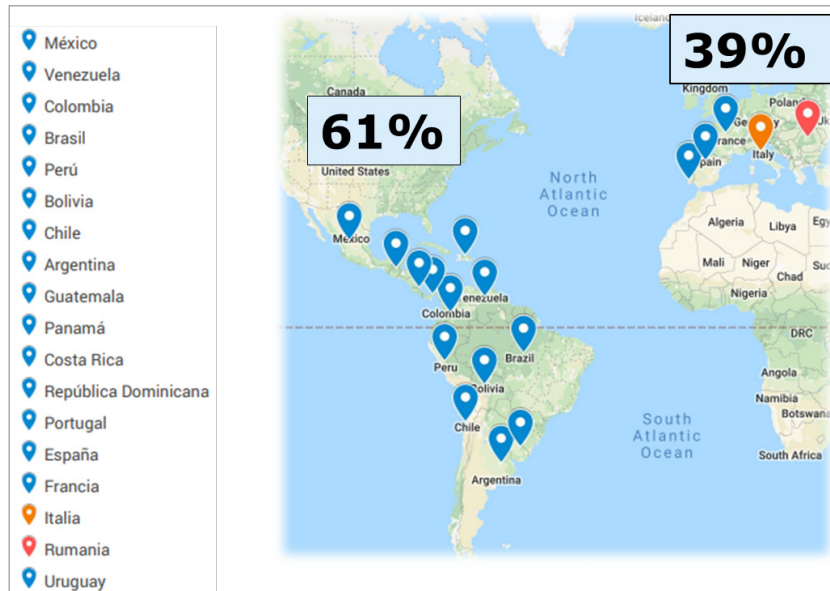 México
Venezuela
Colombia
Brasil
Perú
Bolivia
Chile
Argentina
Guatemala
Panamá
Costa Rica
República Dominicana
Portugal
España
Francia
Italia
Rumania
Uruguay
61%
39%
Canada
United States
México
North
Atlantic
Ocean
Kingdom
France
Italy
Algeria
Libya
Mali
Niger
Chad
Nigeria
DRC
Angola
Namibia
Botswana
South Africa
Colombia
Peru
Brazil
Chile
Argentina
South
Atlantic
Ocean